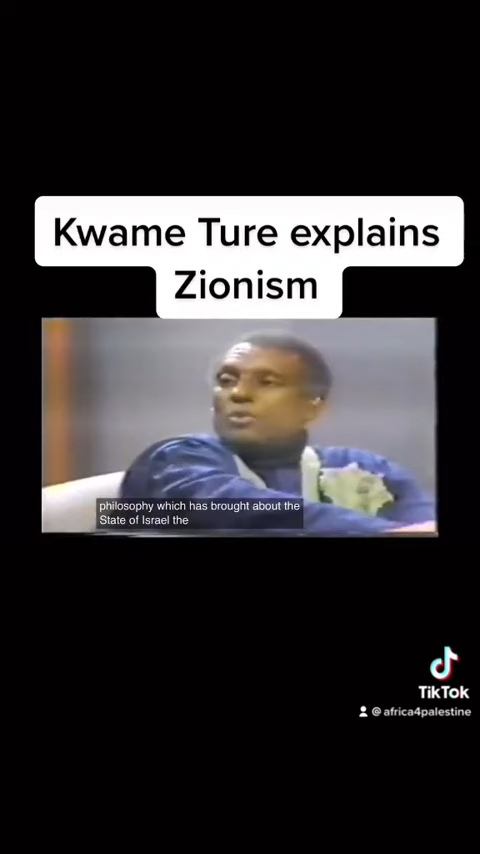 Kwame Ture explains
Zionism
philosophy which has brought about the
State of Israel the
TikTok
@africa4palestine